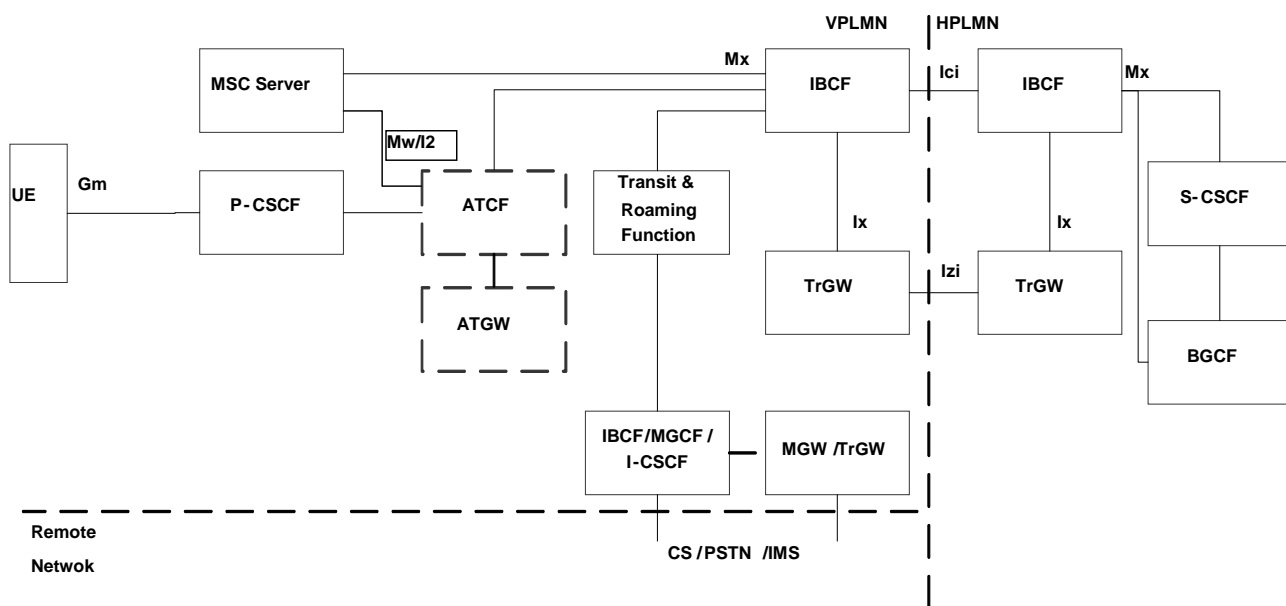 VPLMN
HPLMN
MSC Server
Mx
IBCF
Ici
IBCF
Mx
Mw/I2
UE
Gm
P-CSCF
ATCF
Transit &
Roaming
Function
Ix
Ix
S-CSCF
TrGW
Izi
TrGW
ATGW
BGCF
IBCF/MGCF/
I-CSCF
MGW /TrGW
Remote
Netwok
CS/PSTN /IMS